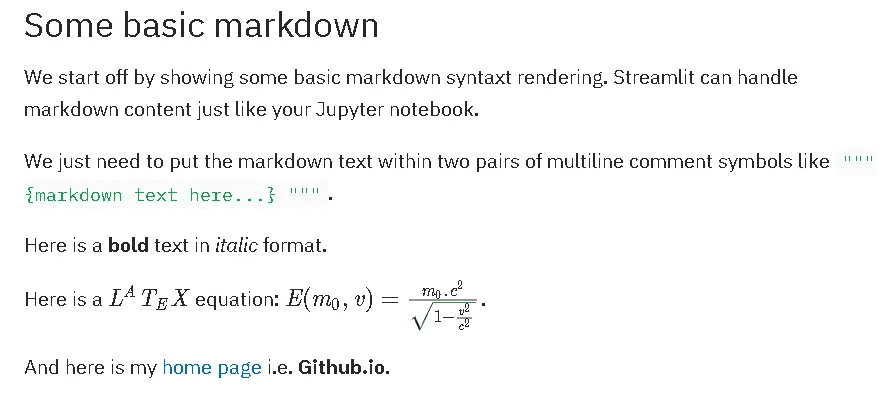 Some basic markdown
We start off by showing some basic markdown syntaxt rendering. Streamlit can handle
markdown content just like your Jupyter notebook.
We just need to put the markdown text within two pairs of multiline comment symbols like """
{markdown text here...} """ .
Here is a bold text in italic format.
Here is a L^A T_E X equation: E(m_0, v) = \frac{m_0.c^2}{\sqrt{1-\frac{v^2}{c^2}}} .
And here is my home page i.e. Github.io.